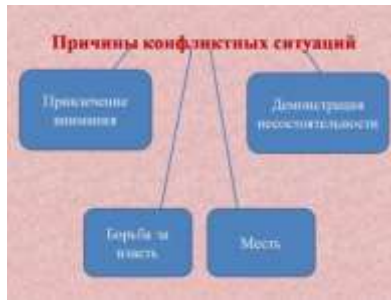 Причины конфликтных ситуаций
Привлечение
внимания
Демонстрация
несостоятельности
Борьба за
власть
Месть